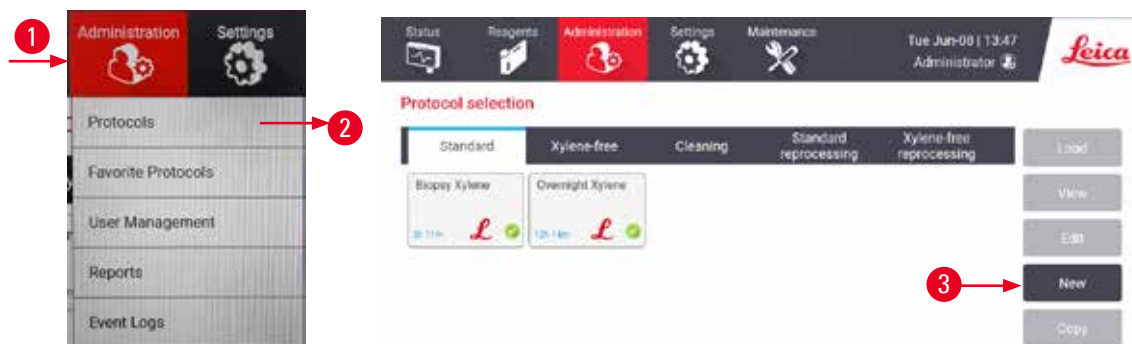 1
Administration
Settings
Protocols
2
Favorite Protocols
User Management
Reports
Event Logs
Status
Reagents
Administration
Settings
Maintenance
Tue Jun-08 | 13:47
Administrator
Leica
Protocol selection
Standard
Xylene-free
Cleaning
Standard
reprocessing
Xylene-free
reprocessing
Biopsy Xylene
L
Overnight Xylene
12h 14m
L
Load
View
Edit
3
New
Copy